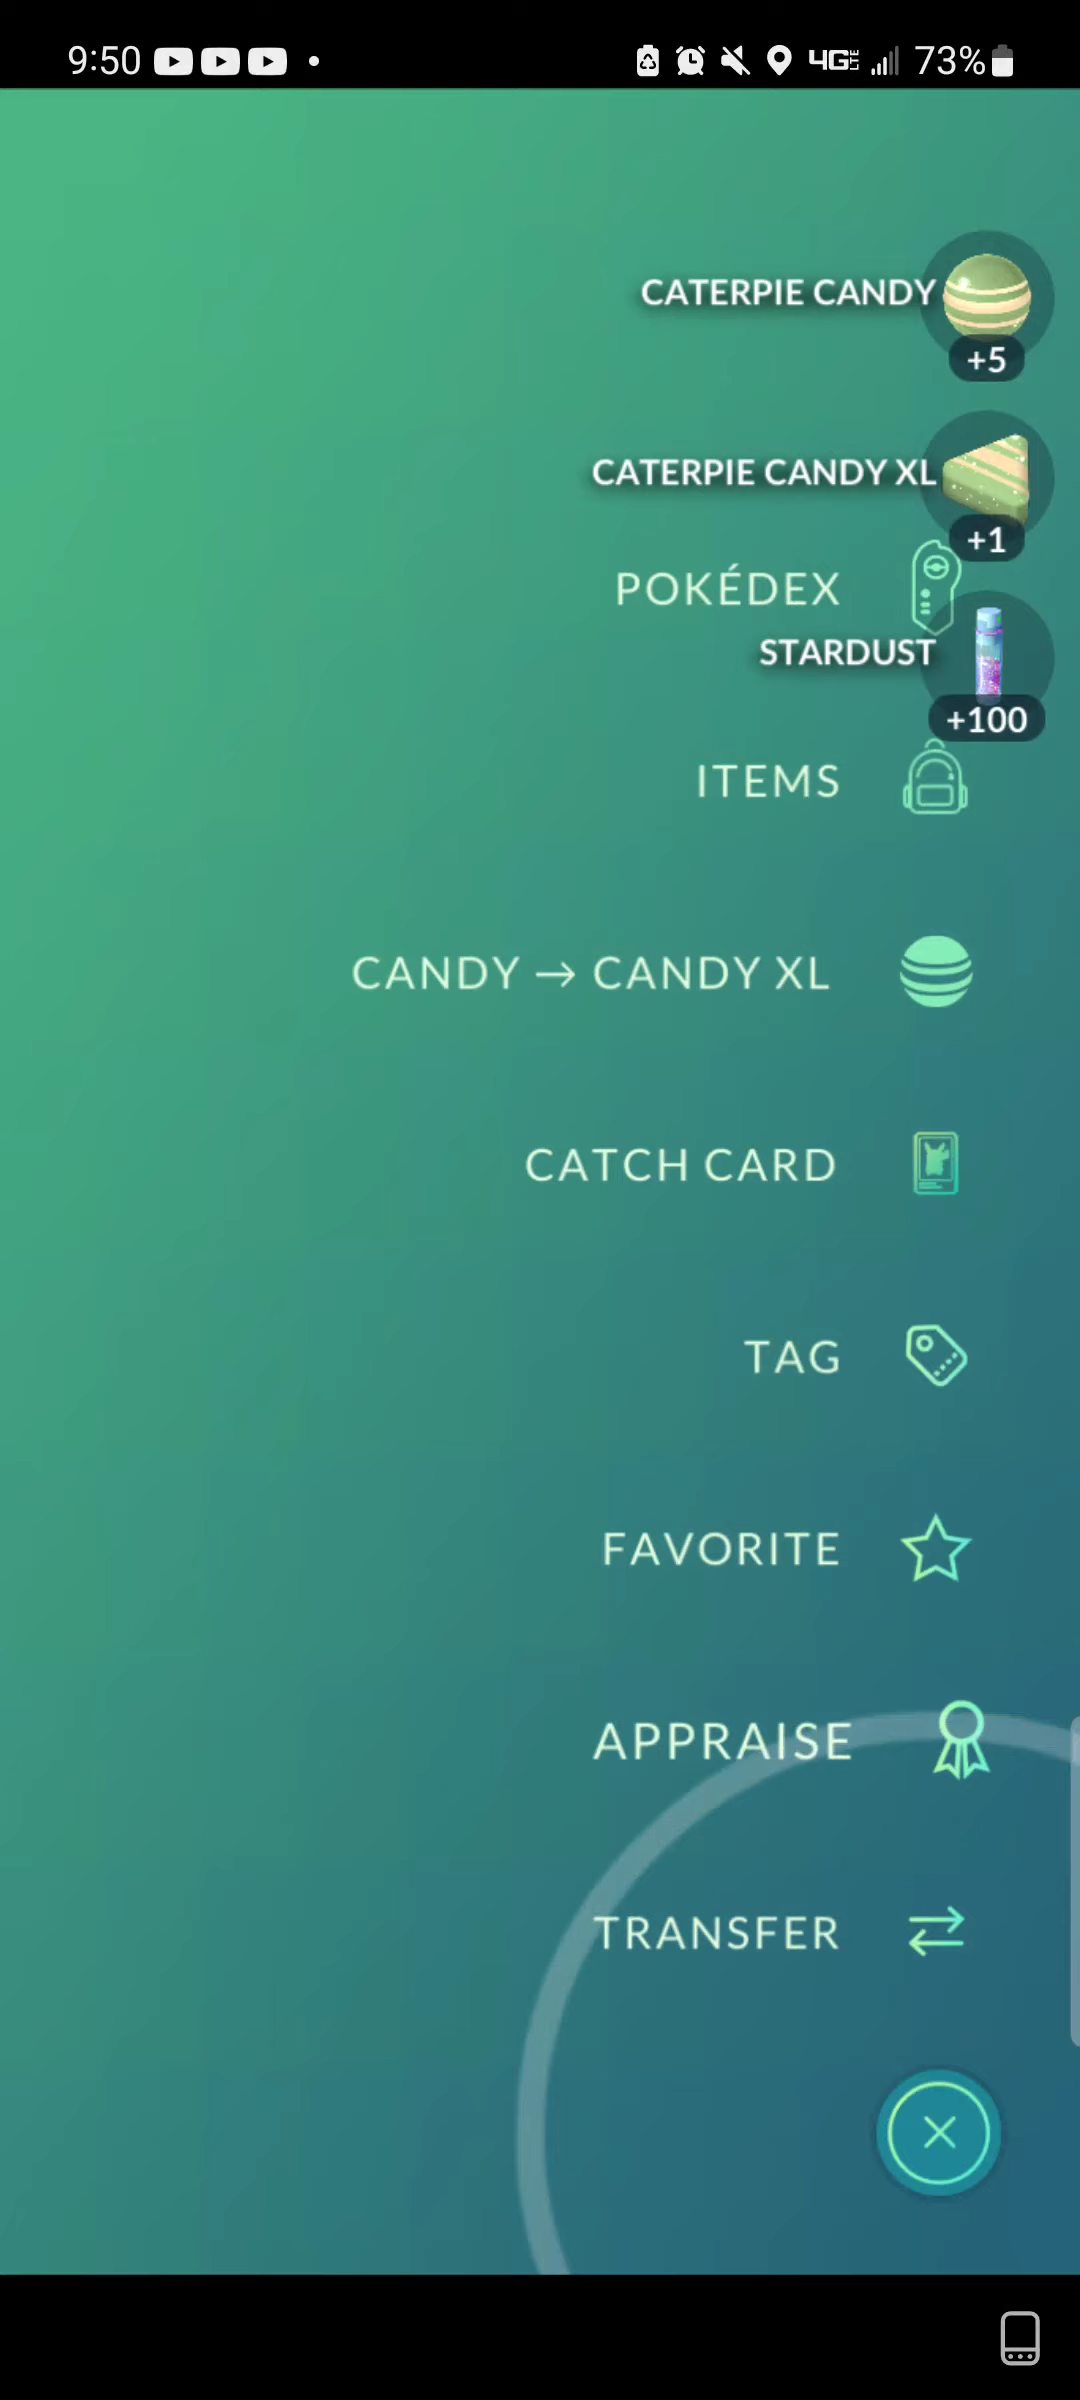 9:50
4G LTE 73%
CATERPIE CANDY
+5
CATERPIE CANDY XL
+1
POKÉDEX
STARDUST
+100
ITEMS
CANDY → CANDY XL
CATCH CARD
TAG
FAVORITE
APPRAISE
TRANSFER